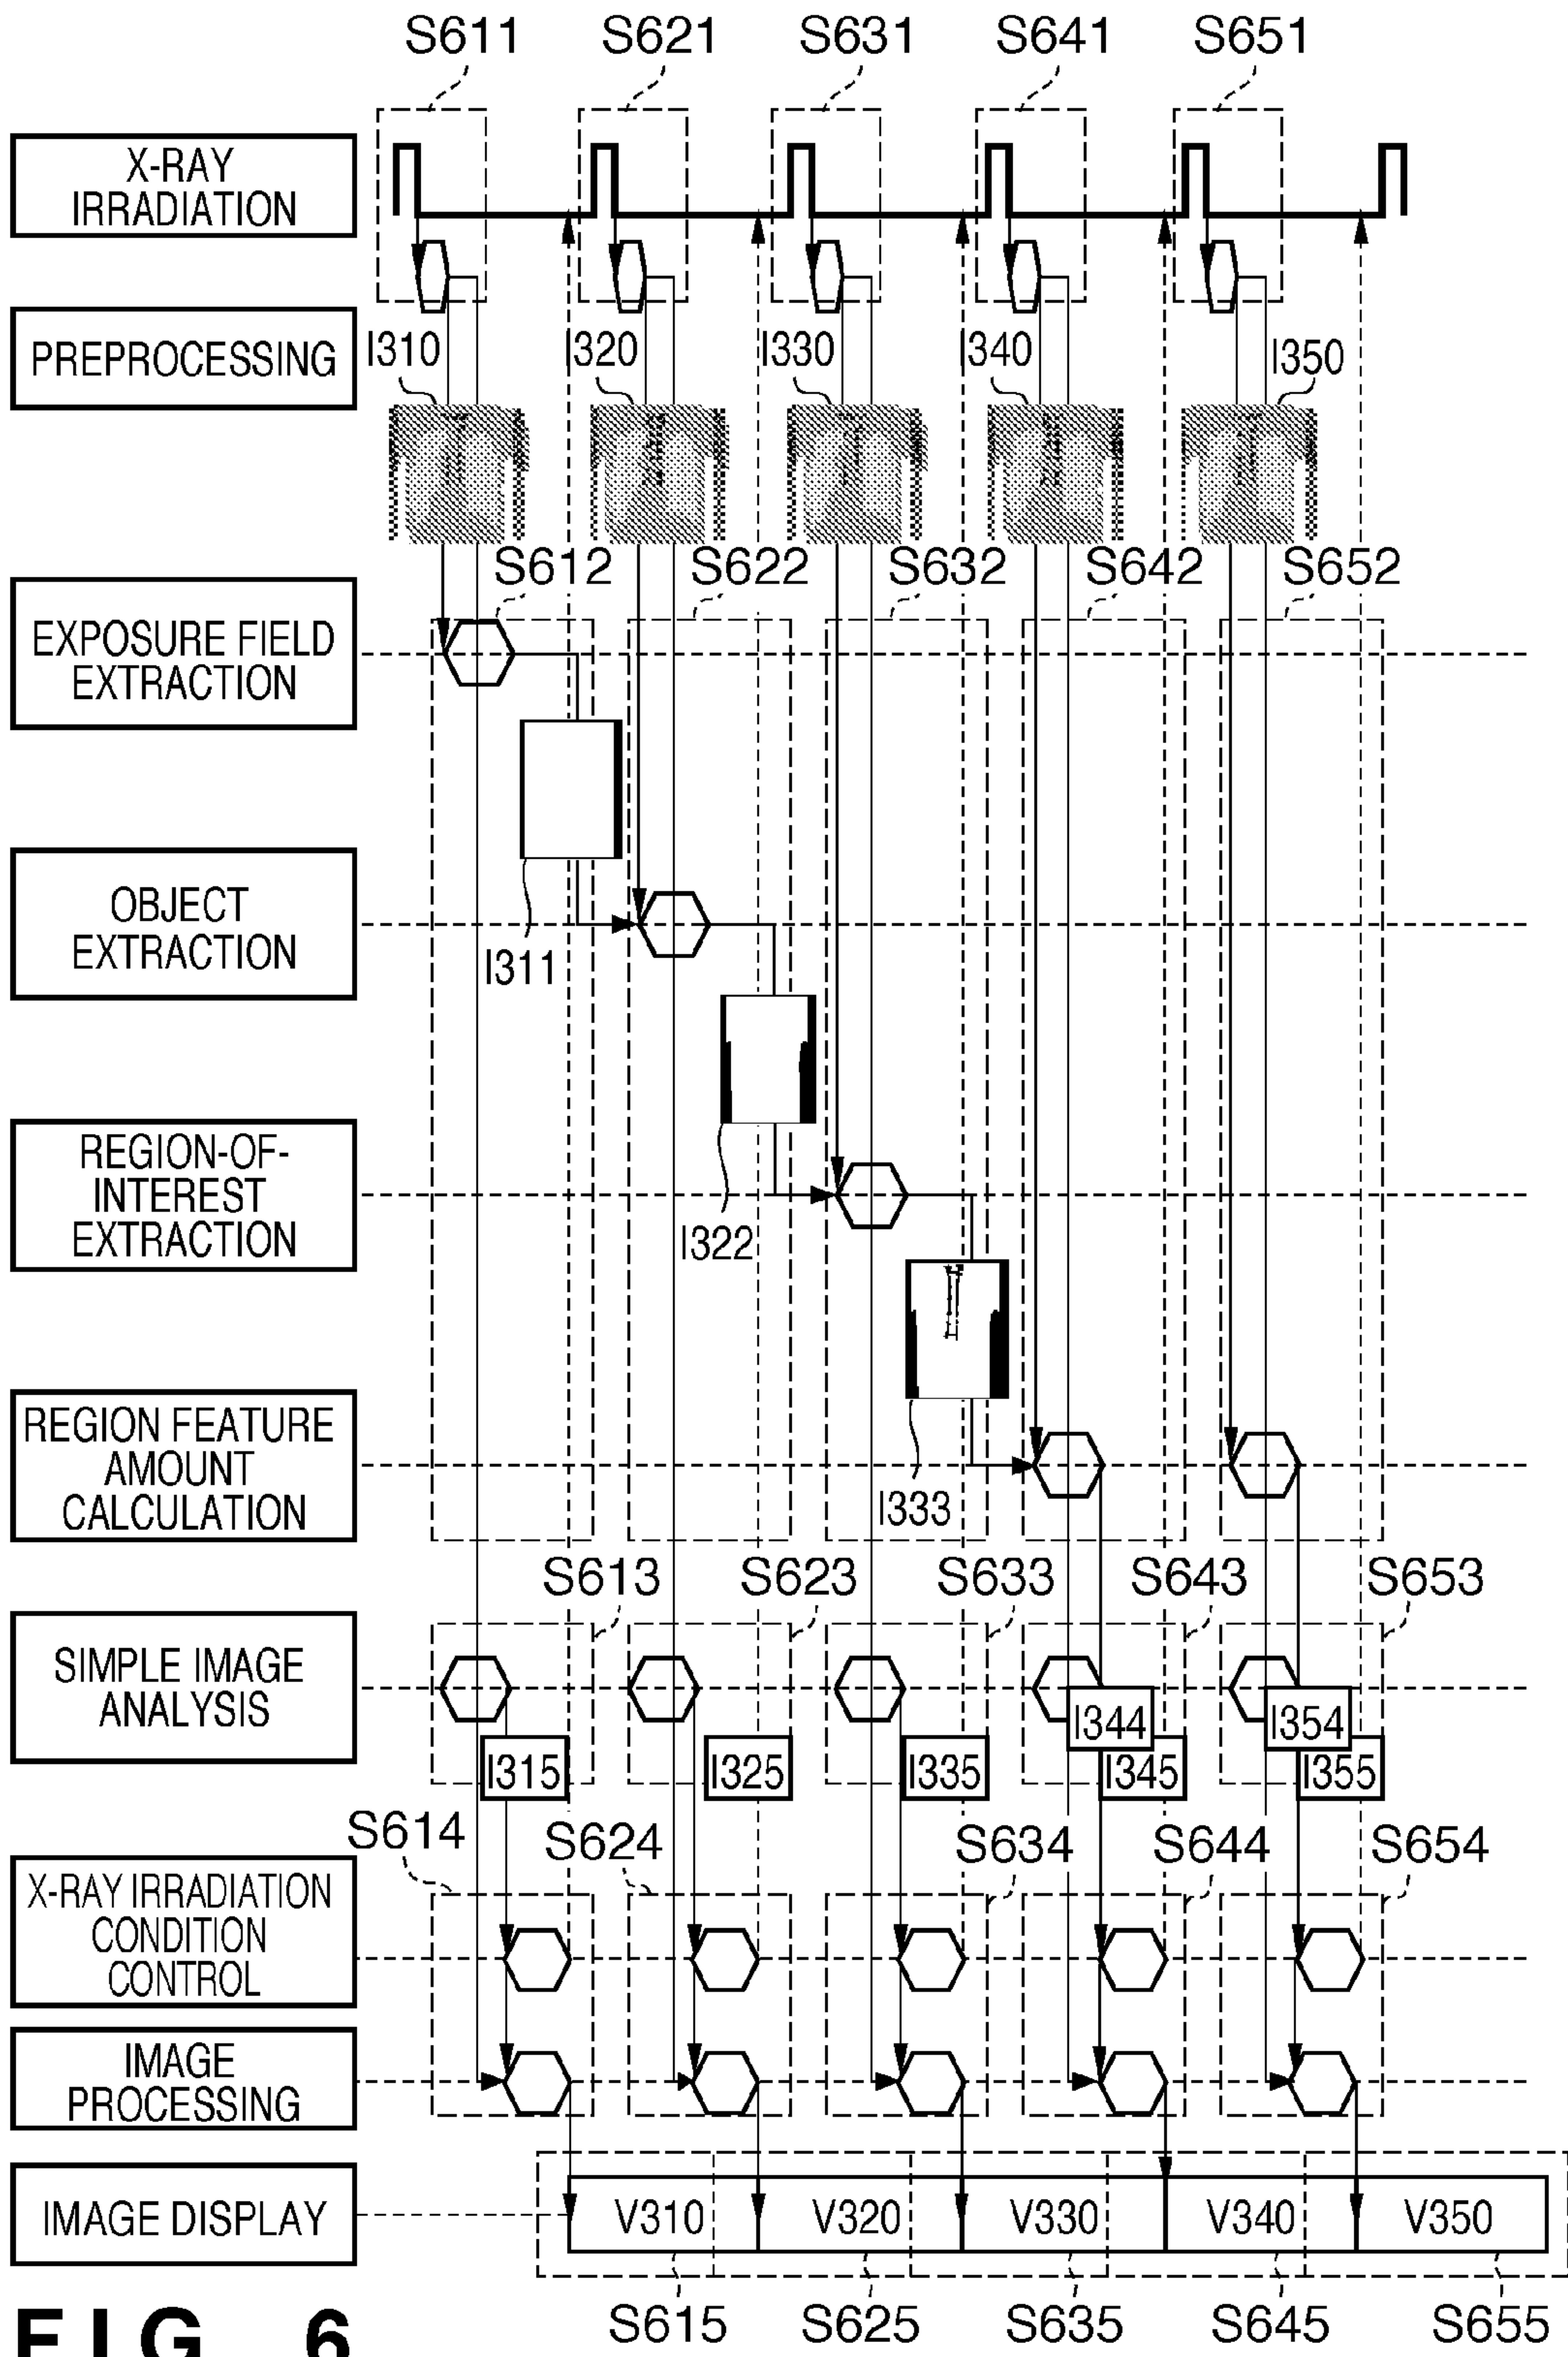 S611 S621 S631 S641 S651
X-RAY
IRRADIATION
PREPROCESSING
I310 I320 I330 I340 I350
S612 S622 S632 S642 S652
EXPOSURE FIELD
EXTRACTION
OBJECT
EXTRACTION
I311
REGION-OF-
INTEREST
EXTRACTION
I322
REGION FEATURE
AMOUNT
CALCULATION
I333
S613 S623 S633 S643 S653
SIMPLE IMAGE
ANALYSIS
I344 I354
I315 I325 I335 I345 I355
S614 S624 S634 S644 S654
X-RAY IRRADIATION
CONDITION
CONTROL
IMAGE
PROCESSING
IMAGE DISPLAY
V310 V320 V330 V340 V350
S615 S625 S635 S645 S655
FIG. 6